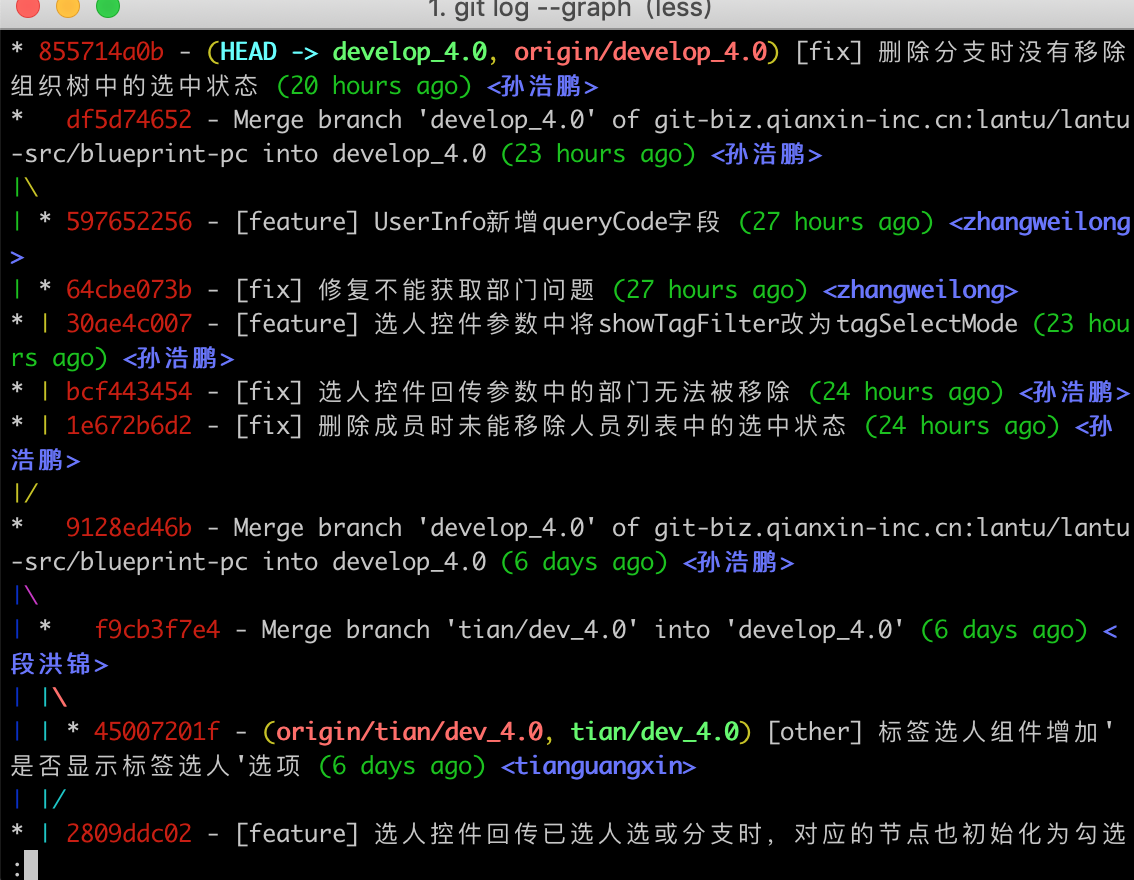 1. git log --graph (less)
* 855714a0b - (HEAD -> develop_4.0, origin/develop_4.0) [fix] 删除分支时没有移除
组织树中的选中状态 (20 hours ago) <孙浩鹏>
*   df5d74652 - Merge branch 'develop_4.0' of git-biz.qianxin-inc.cn:lantu/lantu
-src/blueprint-pc into develop_4.0 (23 hours ago) <孙浩鹏>
|\
| * 597652256 - [feature] UserInfo新增queryCode字段 (27 hours ago) <zhangweilong
>
| * 64cbe073b - [fix] 修复不能获取部门问题 (27 hours ago) <zhangweilong>
* | 30ae4c007 - [feature] 选人控件参数中将showTagFilter改为tagSelectMode (23 hou
rs ago) <孙浩鹏>
* | bcf443454 - [fix] 选人控件回传参数中的部门无法被移除 (24 hours ago) <孙浩鹏>
* | 1e672b6d2 - [fix] 删除成员时未能移除人员列表中的选中状态 (24 hours ago) <孙
浩鹏>
|/
*   9128ed46b - Merge branch 'develop_4.0' of git-biz.qianxin-inc.cn:lantu/lantu
-src/blueprint-pc into develop_4.0 (6 days ago) <孙浩鹏>
|\
| *   f9cb3f7e4 - Merge branch 'tian/dev_4.0' into 'develop_4.0' (6 days ago) <
段洪锦>
| |\
| | * 45007201f - (origin/tian/dev_4.0, tian/dev_4.0) [other] 标签选人组件增加'
是否显示标签选人'选项 (6 days ago) <tianguangxin>
| |/
* | 2809ddc02 - [feature] 选人控件回传已选人选或分支时，对应的节点也初始化为勾选
: